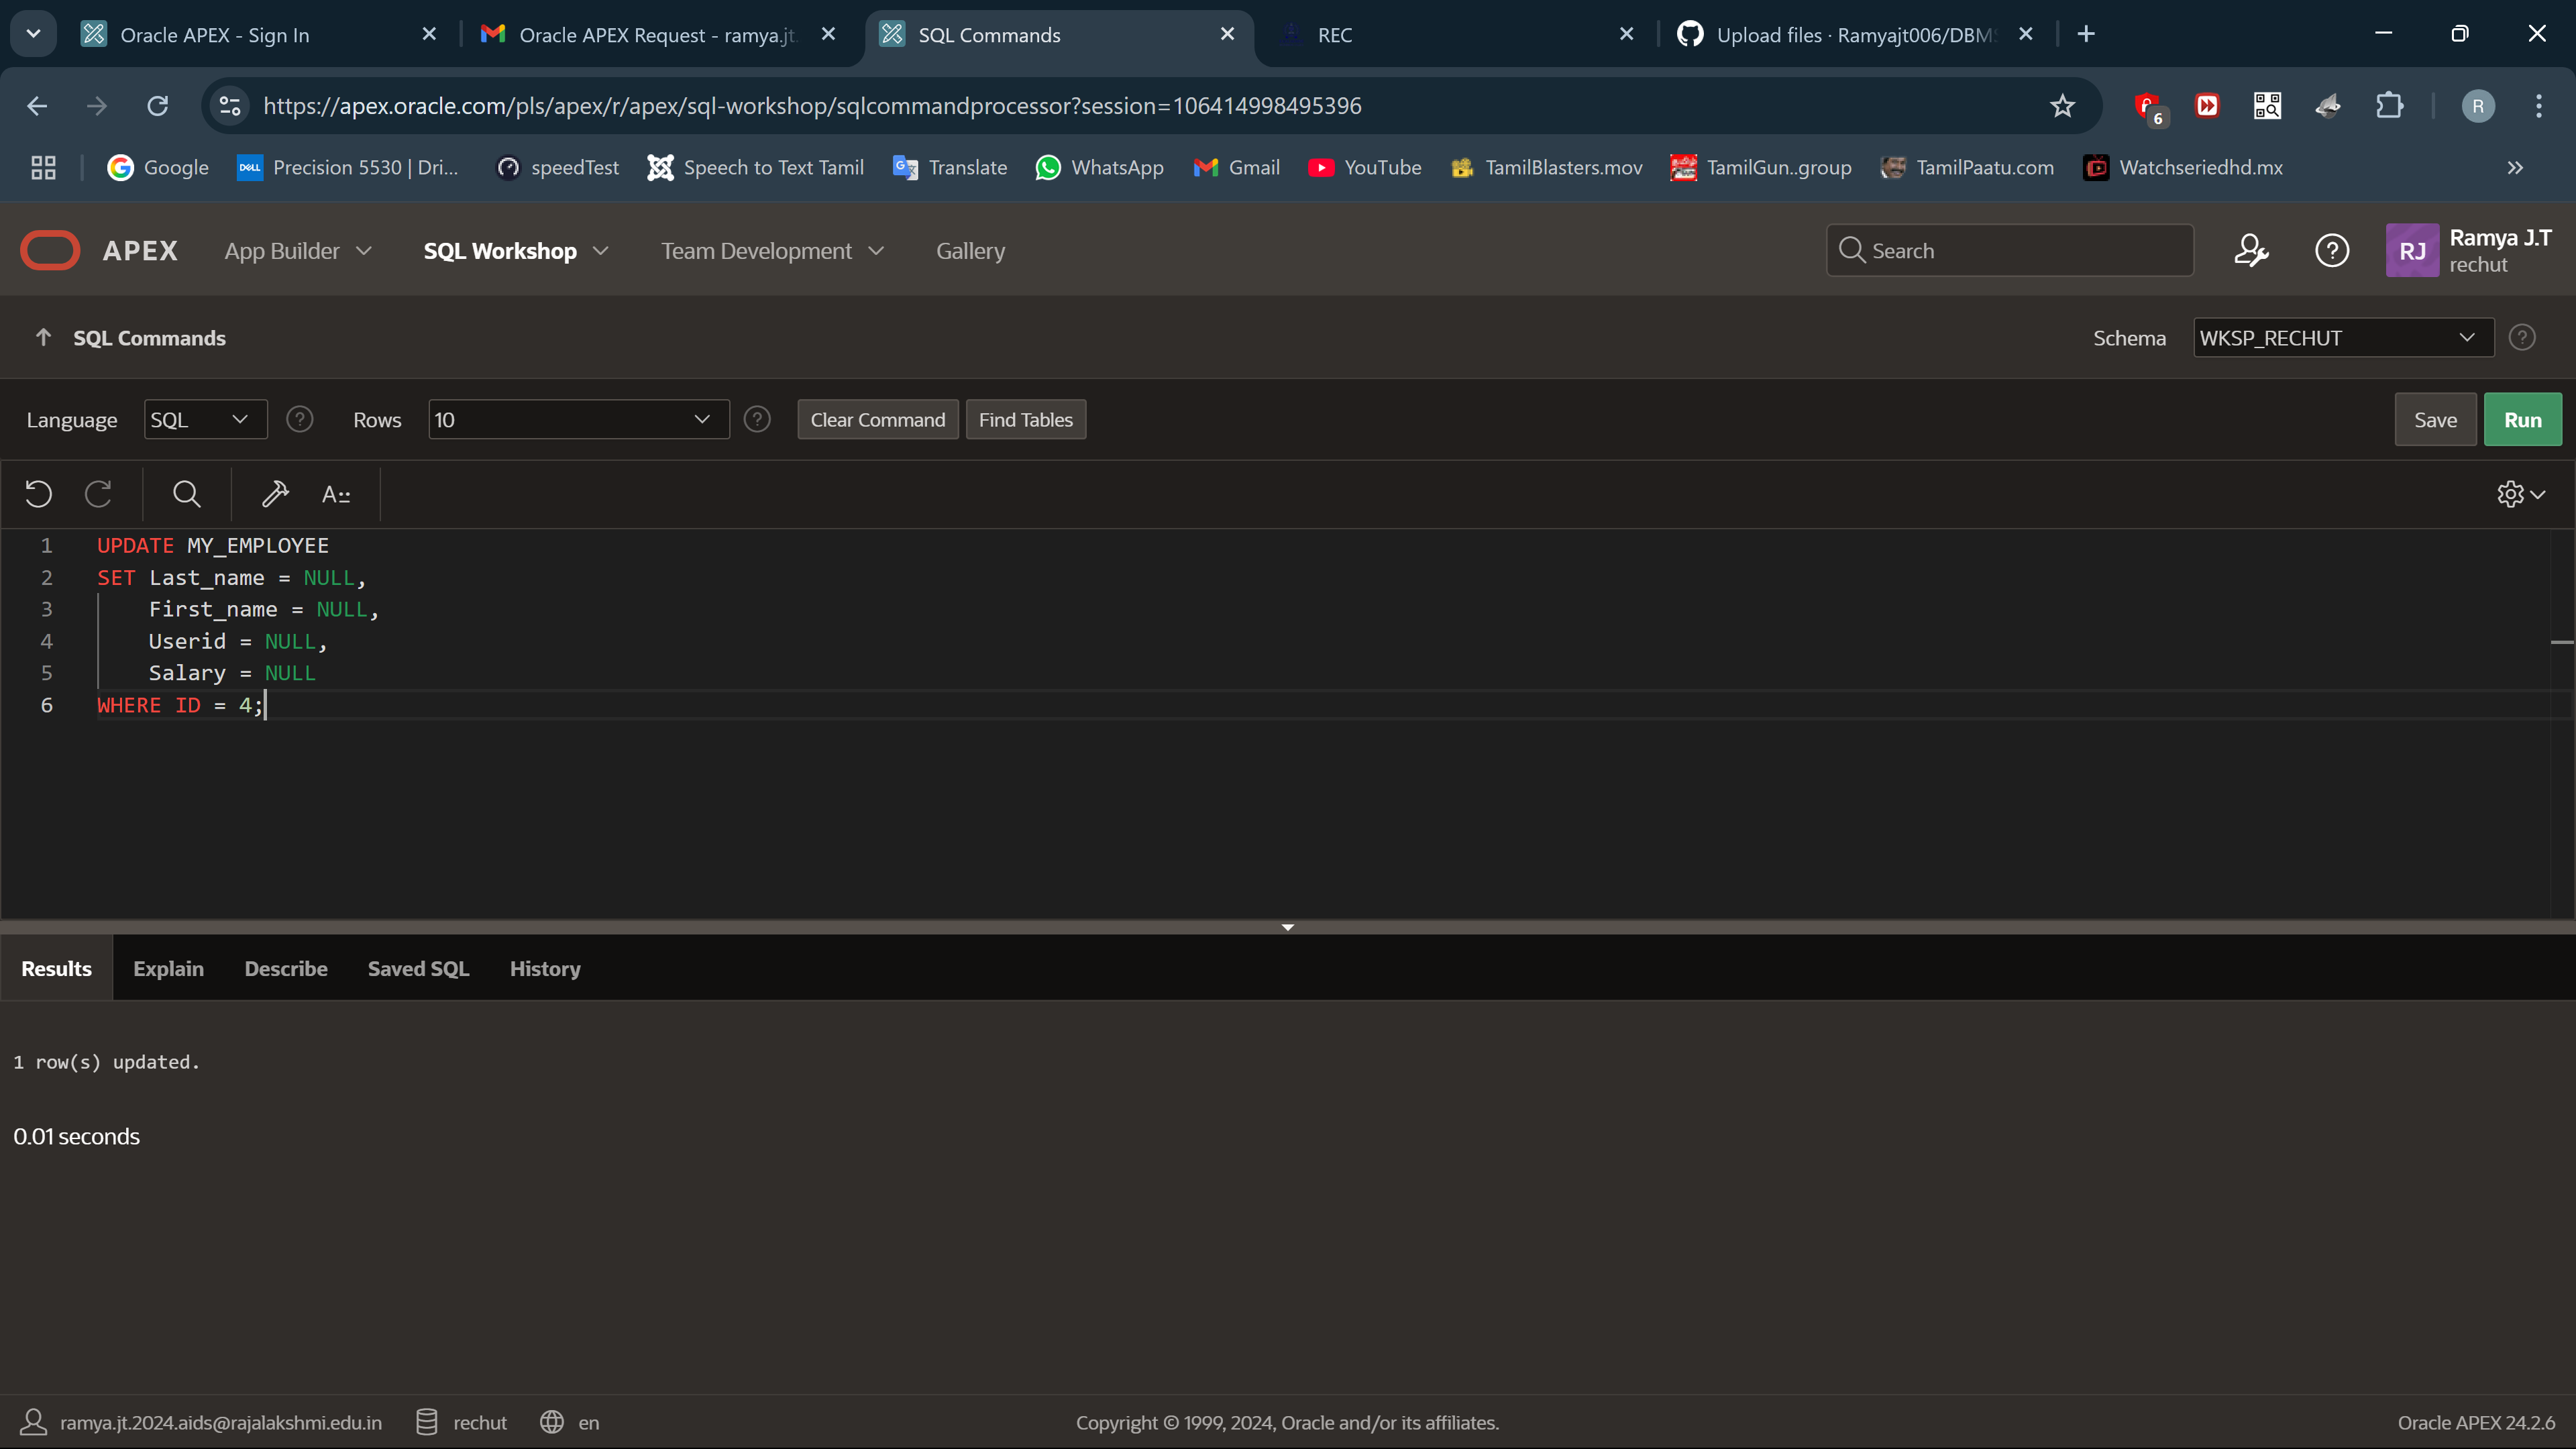 Oracle APEX - Sign In
Oracle APEX Request - ramya.jt.
SQL Commands
REC
Upload files · Ramyajt006/DBMS
https://apex.oracle.com/pls/apex/r/apex/sql-workshop/sqlcommandprocessor?session=106414998495396
6
R
Google
DELL
Precision 5530 | Dri...
speedTest
Speech to Text Tamil
Translate
WhatsApp
Gmail
YouTube
TamilBlasters.mov
TamilGun..group
TamilPaatu.com
Watchseriedhd.mx
APEX
App Builder
SQL Workshop
Team Development
Gallery
Search
RJ
Ramya J.T
rechut
SQL Commands
Schema
WKSP_RECHUT
Language
SQL
Rows
10
Clear Command
Find Tables
Save
Run
1 UPDATE MY_EMPLOYEE
2 SET Last_name = NULL,
3 First_name = NULL,
4 Userid = NULL,
5 Salary = NULL
6 WHERE ID = 4;
Results
Explain
Describe
Saved SQL
History
1 row(s) updated.
0.01 seconds
ramya.jt.2024.aids@rajalakshmi.edu.in
rechut
en
Copyright © 1999, 2024, Oracle and/or its affiliates.
Oracle APEX 24.2.6